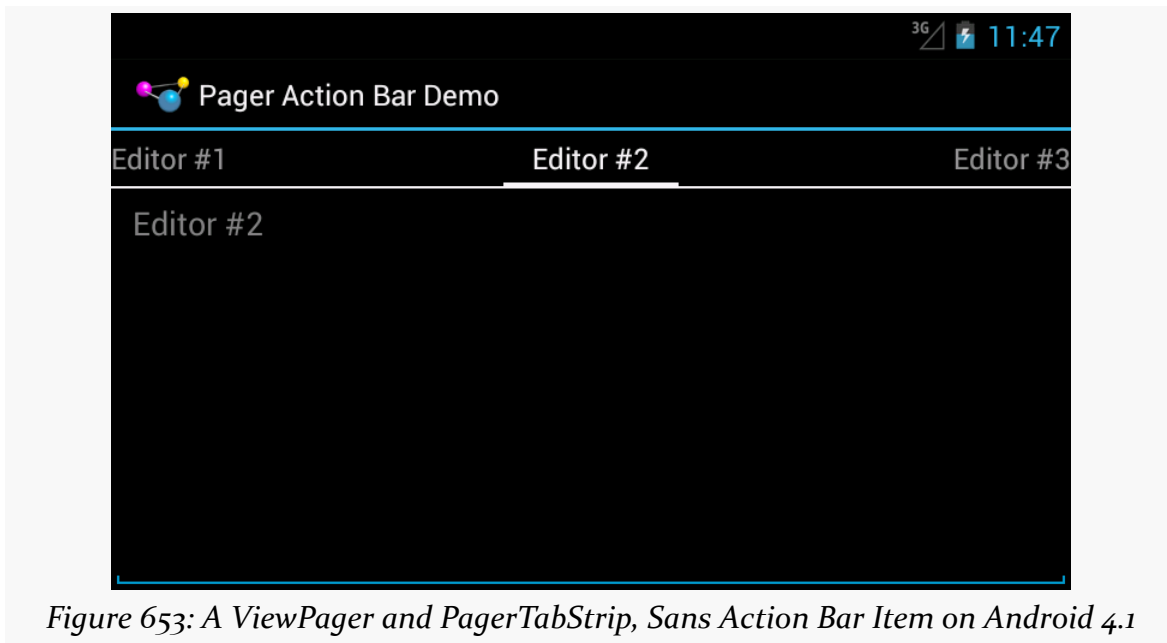 3G 11:47
Pager Action Bar Demo
Editor #1 Editor #2 Editor #3
Editor #2
Figure 653: A ViewPager and PagerTabStrip, Sans Action Bar Item on Android 4.1